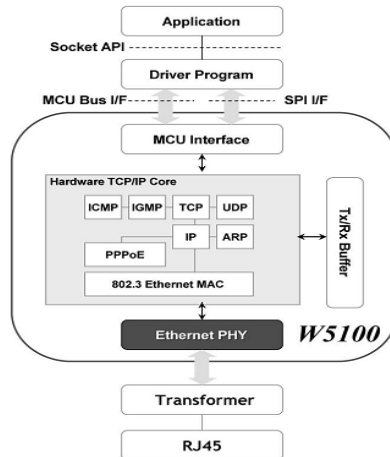 Application
Socket API
Driver Program
MCU Bus I/F
SPI I/F
MCU Interface
Hardware TCP/IP Core
ICMP
IGMP
TCP
UDP
IP
ARP
PPPoE
802.3 Ethernet MAC
Tx/Rx Buffer
Ethernet PHY
W5100
Transformer
RJ45